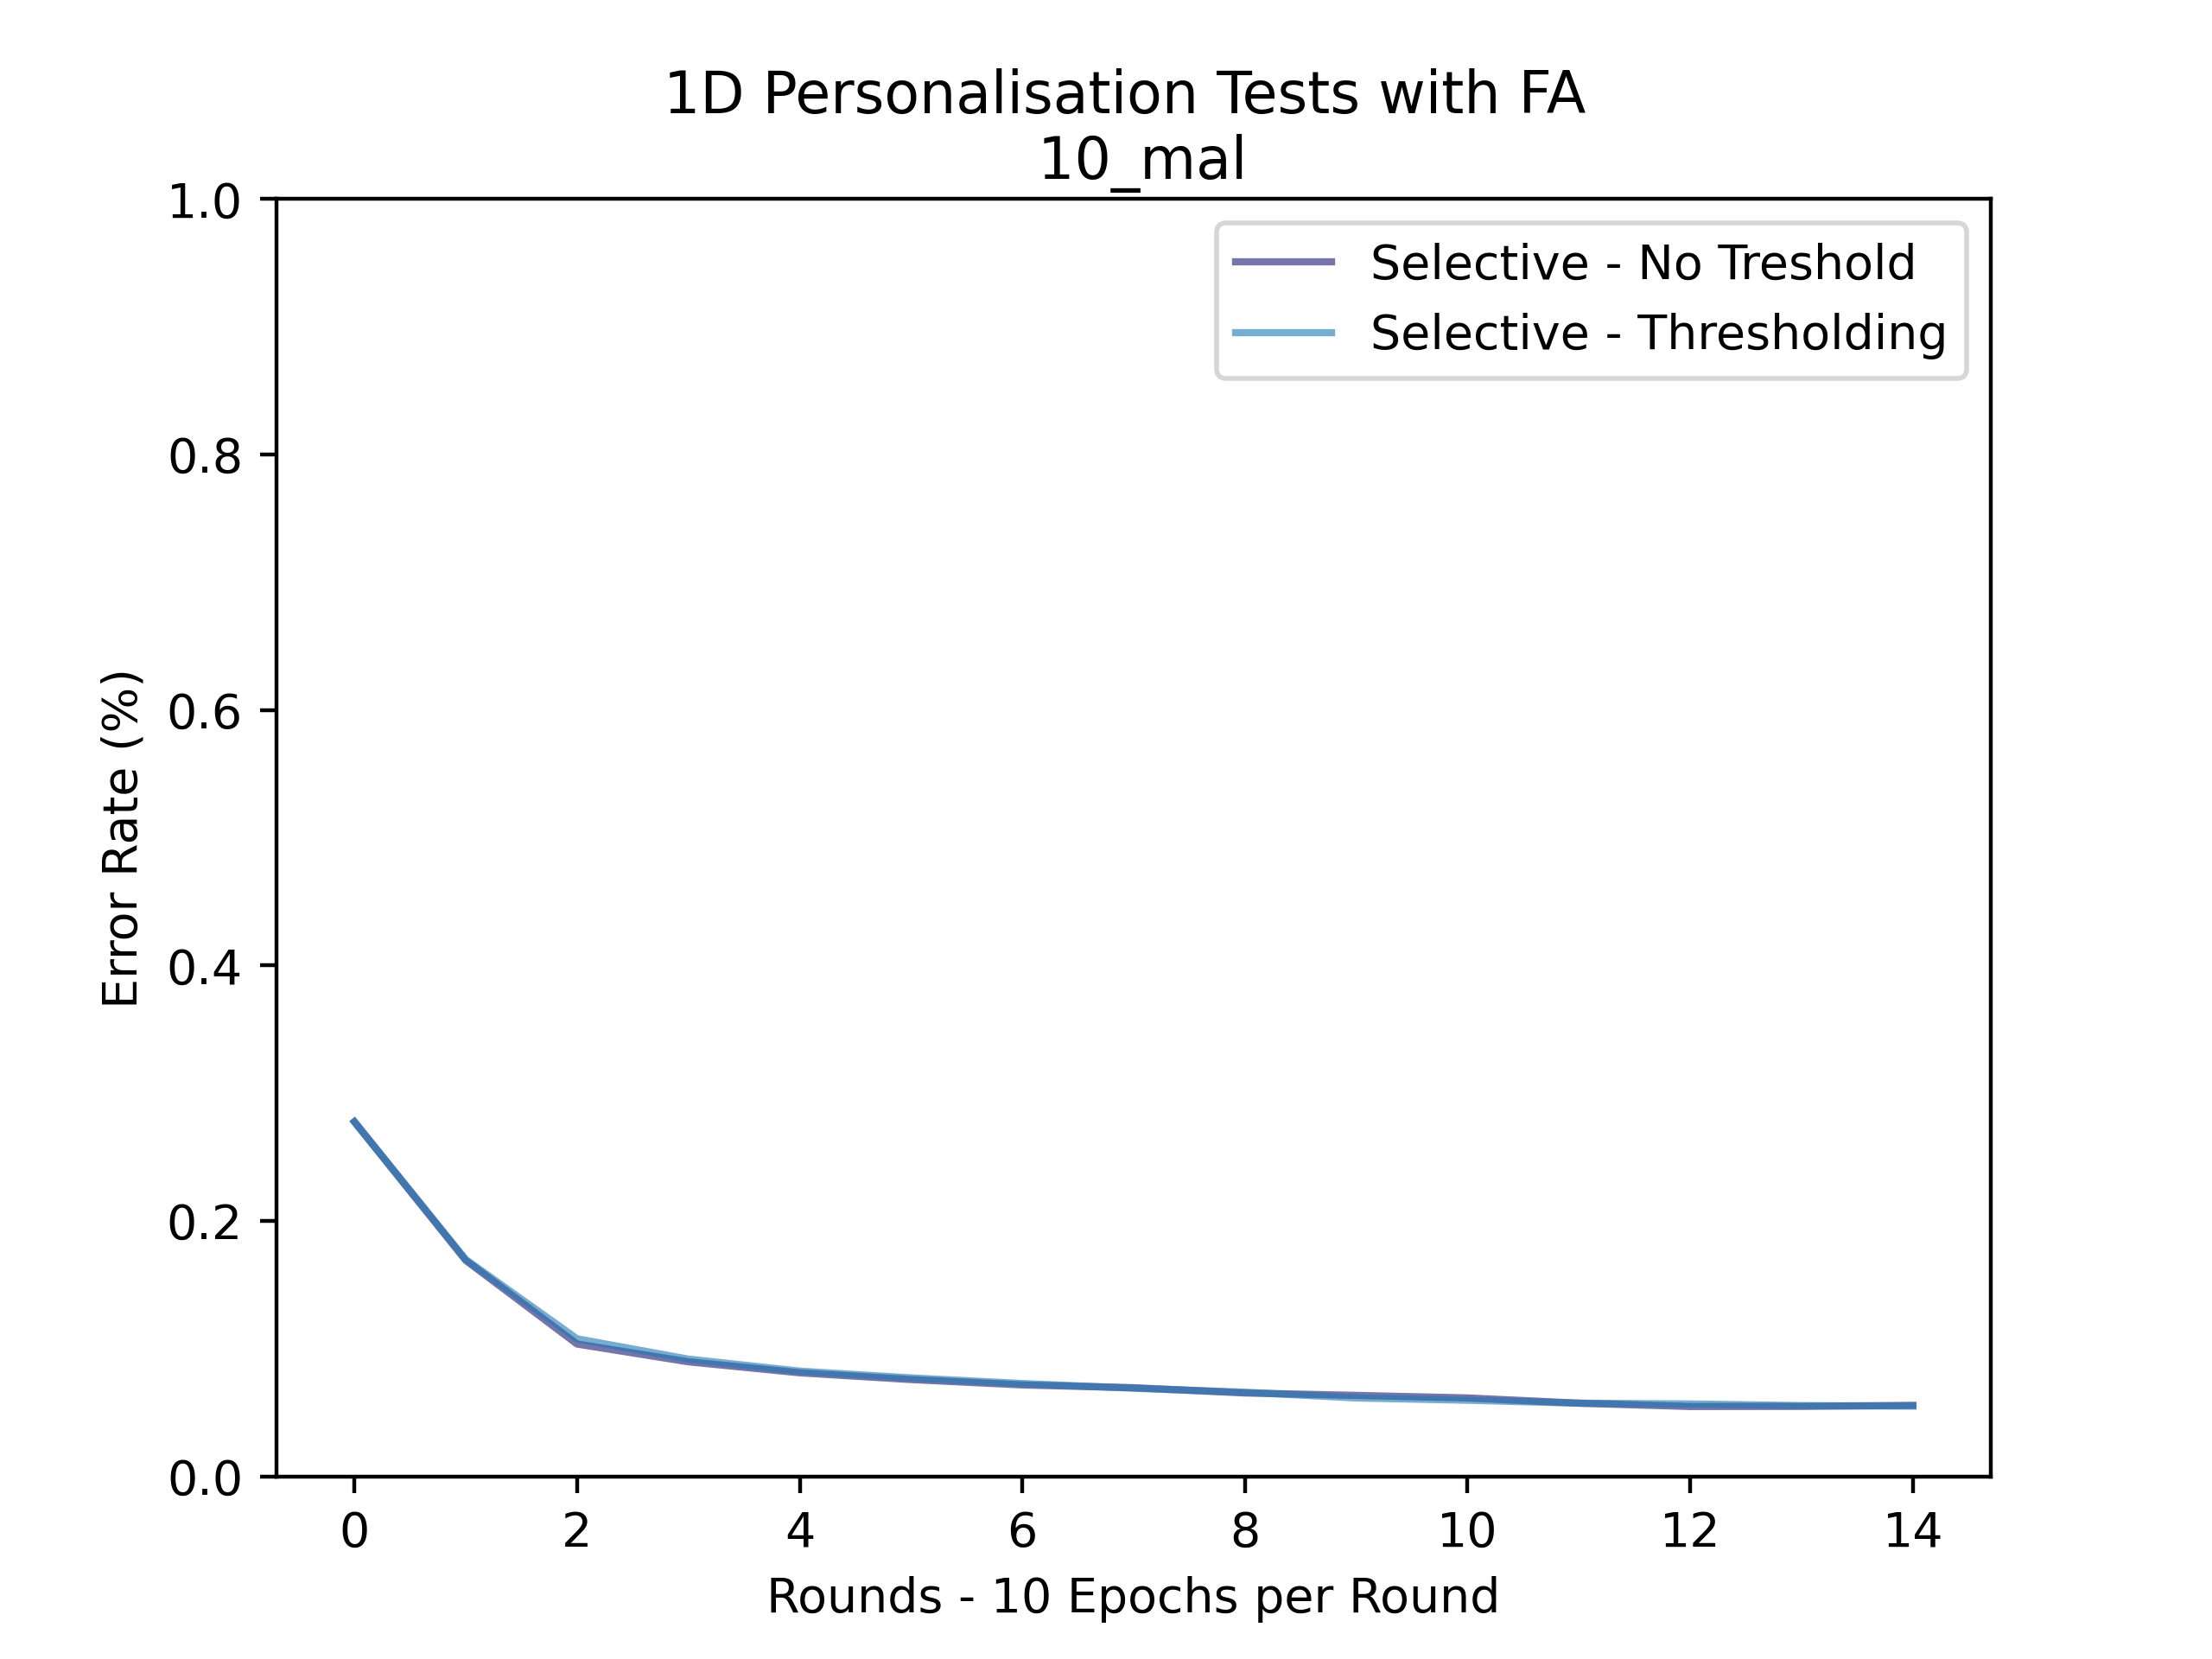 1D Personalisation Tests with FA
10_mal
1.0
0.8
0.6
0.4
0.2
0.0
Error Rate (%)
Selective - No Treshold
Selective - Thresholding
0 2 4 6 8 10 12 14
Rounds - 10 Epochs per Round